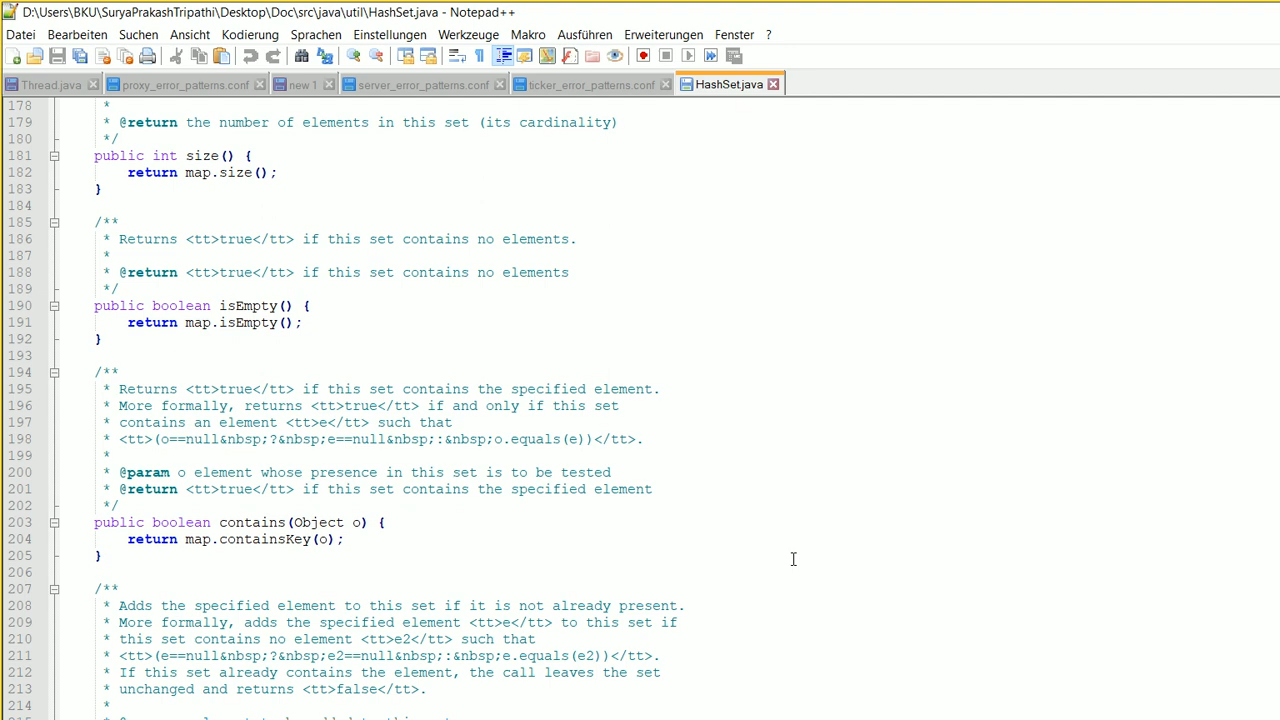 D:\Users\BKU\SuryaPrakashTripathi\Desktop\Doc\src\java\util\HashSet.java - Notepad++
Datei Bearbeiten Suchen Ansicht Kodierung Sprachen Einstellungen Werkzeuge Makro Ausführen Erweiterungen Fenster ?
Thread.java proxy_error_patterns.conf new 1 server_error_patterns.conf ticker_error_patterns.conf HashSet.java
178 *
179 * @return the number of elements in this set (its cardinality)
180 */
181 public int size() {
182 return map.size();
183 }
184
185 /**
186 * Returns <tt>true</tt> if this set contains no elements.
187 *
188 * @return <tt>true</tt> if this set contains no elements
189 */
190 public boolean isEmpty() {
191 return map.isEmpty();
192 }
193
194 /**
195 * Returns <tt>true</tt> if this set contains the specified element.
196 * More formally, returns <tt>true</tt> if and only if this set
197 * contains an element <tt>e</tt> such that
198 * <tt>(o==null&nbsp;?&nbsp;e==null&nbsp;:&nbsp;o.equals(e))</tt>.
199 *
200 * @param o element whose presence in this set is to be tested
201 * @return <tt>true</tt> if this set contains the specified element
202 */
203 public boolean contains(Object o) {
204 return map.containsKey(o);
205 }
206
207 /**
208 * Adds the specified element to this set if it is not already present.
209 * More formally, adds the specified element <tt>e</tt> to this set if
210 * this set contains no element <tt>e2</tt> such that
211 * <tt>(e==null&nbsp;?&nbsp;e2==null&nbsp;:&nbsp;e.equals(e2))</tt>.
212 * If this set already contains the element, the call leaves the set
213 * unchanged and returns <tt>false</tt>.
214 *